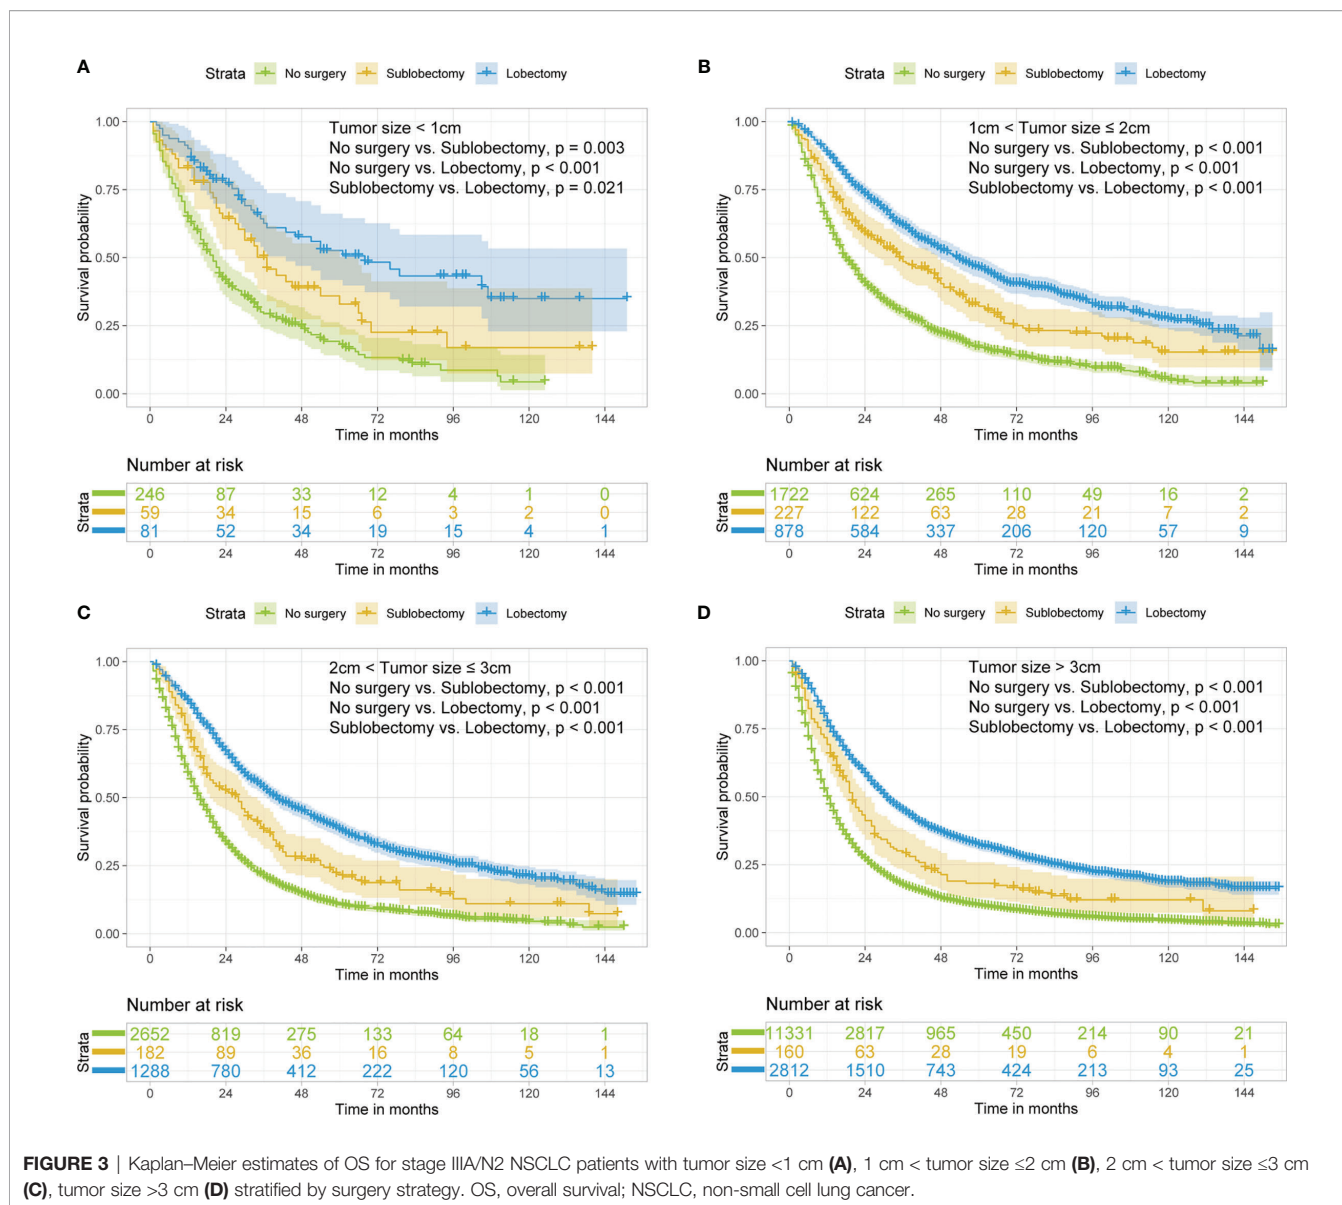 A
Strata No surgery Sublobectomy Lobectomy
Tumor size < 1cm
No surgery vs. Sublobectomy, p = 0.003
No surgery vs. Lobectomy, p < 0.001
Sublobectomy vs. Lobectomy, p = 0.021
Survival probability
1.00
0.75
0.50
0.25
0.00
0 24 48 72 96 120 144
Time in months
Number at risk
Strata
246 87 33 12 4 1 0
59 34 15 6 3 2 0
81 52 34 19 15 4 1
0 24 48 72 96 120 144
Time in months
B
Strata No surgery Sublobectomy Lobectomy
1cm < Tumor size ≤ 2cm
No surgery vs. Sublobectomy, p < 0.001
No surgery vs. Lobectomy, p < 0.001
Sublobectomy vs. Lobectomy, p < 0.001
Survival probability
1.00
0.75
0.50
0.25
0.00
0 24 48 72 96 120 144
Time in months
Number at risk
Strata
1722 624 265 110 49 16 2
227 122 63 28 21 7 2
878 584 337 206 120 57 9
0 24 48 72 96 120 144
Time in months
C
Strata No surgery Sublobectomy Lobectomy
2cm < Tumor size ≤ 3cm
No surgery vs. Sublobectomy, p < 0.001
No surgery vs. Lobectomy, p < 0.001
Sublobectomy vs. Lobectomy, p < 0.001
Survival probability
1.00
0.75
0.50
0.25
0.00
0 24 48 72 96 120 144
Time in months
Number at risk
Strata
2652 819 275 133 64 18 1
182 89 36 16 8 5 1
1288 780 412 222 120 56 13
0 24 48 72 96 120 144
Time in months
D
Strata No surgery Sublobectomy Lobectomy
Tumor size > 3cm
No surgery vs. Sublobectomy, p < 0.001
No surgery vs. Lobectomy, p < 0.001
Sublobectomy vs. Lobectomy, p < 0.001
Survival probability
1.00
0.75
0.50
0.25
0.00
0 24 48 72 96 120 144
Time in months
Number at risk
Strata
11331 2817 965 450 214 90 21
160 63 28 19 6 4 1
2812 1510 743 424 213 93 25
0 24 48 72 96 120 144
Time in months
FIGURE 3 | Kaplan–Meier estimates of OS for stage IIIA/N2 NSCLC patients with tumor size <1 cm (A), 1 cm < tumor size ≤2 cm (B), 2 cm < tumor size ≤3 cm
(C), tumor size >3 cm (D) stratified by surgery strategy. OS, overall survival; NSCLC, non-small cell lung cancer.